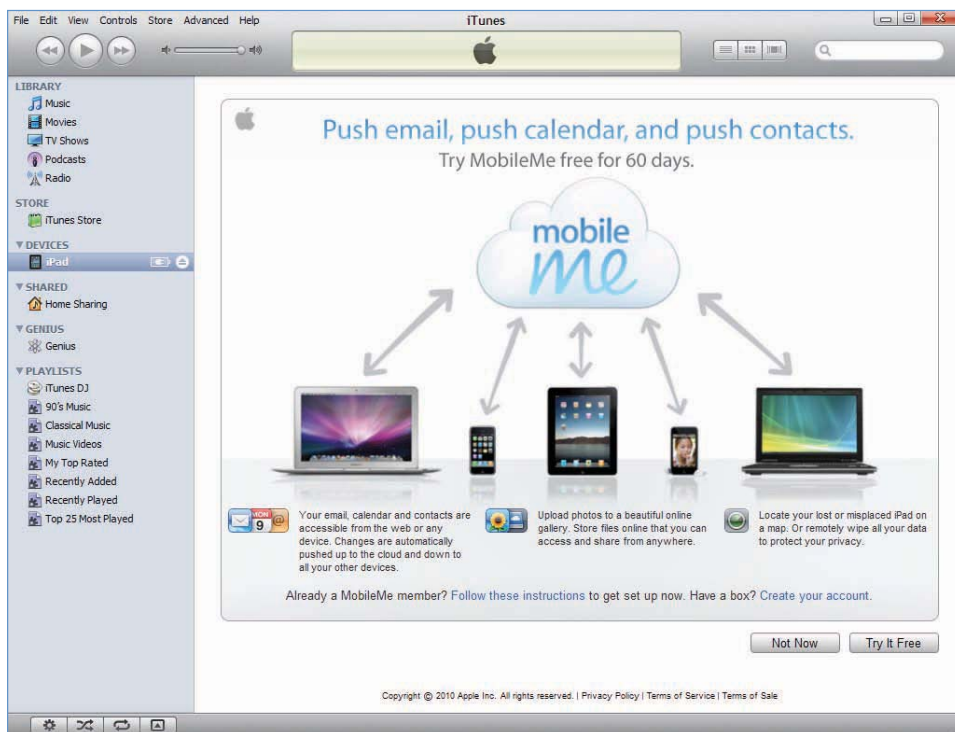 File Edit View Controls Store Advanced Help
iTunes
LIBRARY
Music
Movies
TV Shows
Podcasts
Radio
STORE
iTunes Store
DEVICES
iPad
SHARED
Home Sharing
GENIUS
Genius
PLAYLISTS
iTunes DJ
90's Music
Classical Music
Music Videos
My Top Rated
Recently Added
Recently Played
Top 25 Most Played
Push email, push calendar, and push contacts.
Try MobileMe free for 60 days.
mobile
me
MON
9
@
Your email, calendar and contacts are
accessible from the web or any
device. Changes are automatically
pushed up to the cloud and down to
all your other devices.
Upload photos to a beautiful online
gallery. Store files online that you can
access and share from anywhere.
Locate your lost or misplaced iPad on
a map. Or remotely wipe all your data
to protect your privacy.
Already a MobileMe member? Follow these instructions to get set up now. Have a box? Create your account.
Not Now
Try It Free
Copyright © 2010 Apple Inc. All rights reserved. | Privacy Policy | Terms of Service | Terms of Sale